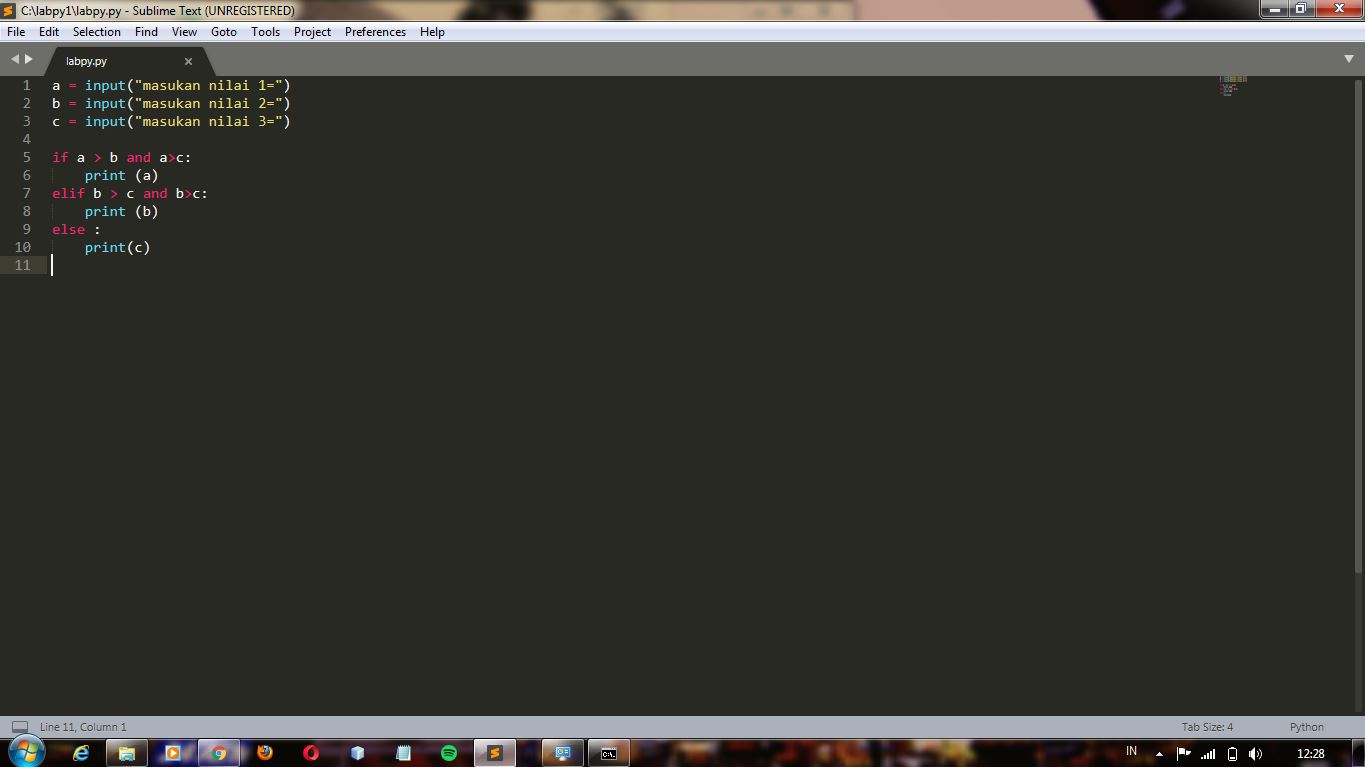 C:\labpy1\labpy.py - Sublime Text (UNREGISTERED)
File Edit Selection Find View Goto Tools Project Preferences Help
labpy.py
1 a = input("masukan nilai 1=")
2 b = input("masukan nilai 2=")
3 c = input("masukan nilai 3=")
4
5 if a > b and a>c:
6     print (a)
7 elif b > c and b>c:
8     print (b)
9 else :
10     print(c)
11
Line 11, Column 1 Tab Size: 4 Python
IN 12:28